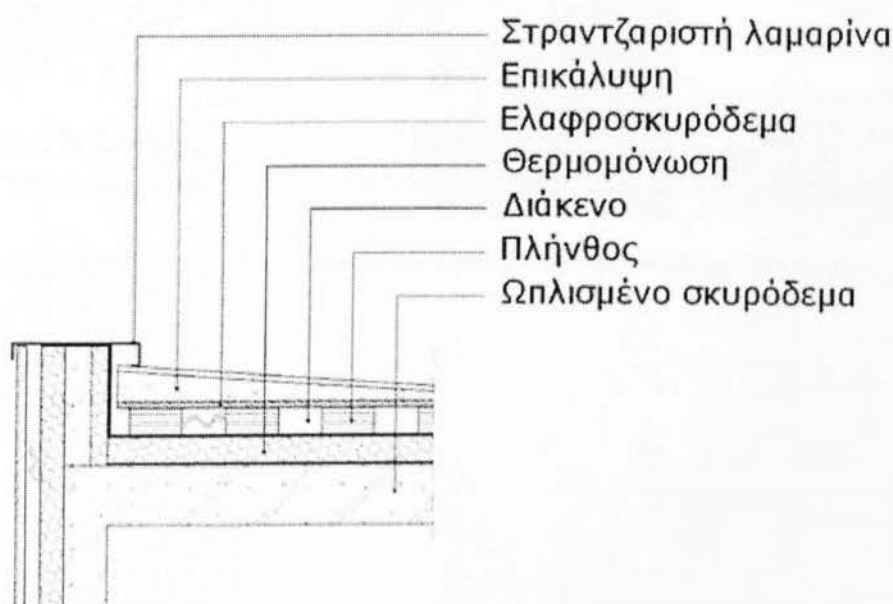 Στραντζαριστή λαμαρίνα
Επικάλυψη
Ελαφροσκυρόδεμα
Θερμομόνωση
Διάκενο
Πλήνθος
Ωπλισμένο σκυρόδεμα